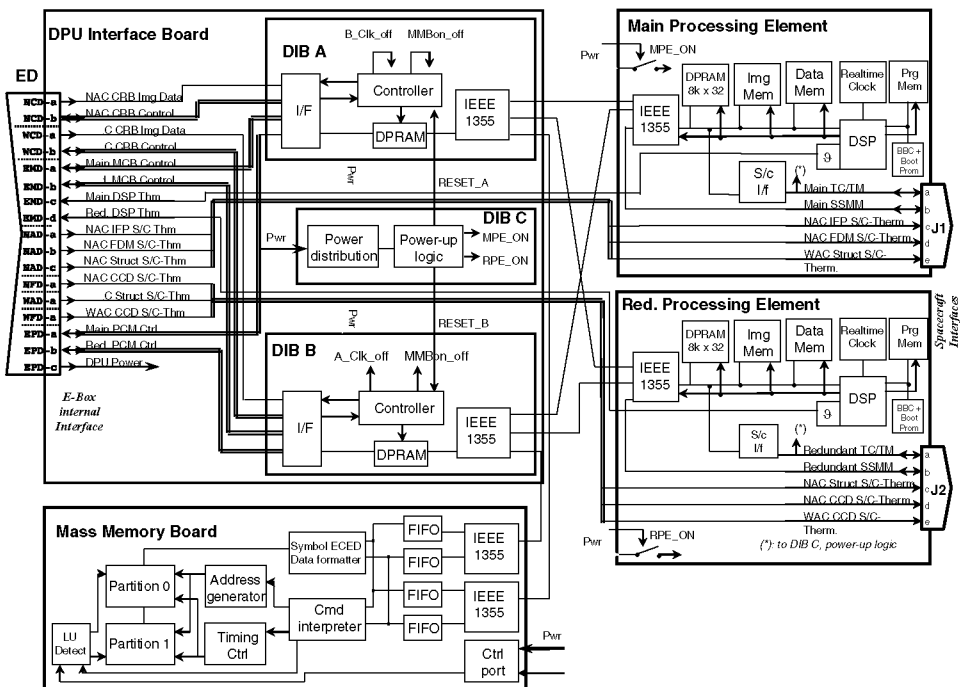 DPU Interface Board
ED
NCD-a NAC CRB Img Data
NCD-b NAC CRB Control
WCD-a C CRB Img Data
WCD-b C CRB Control
EMD-a Main MCB Control
EMD-b 1 MCB Control
EMD-c Main DSP Thm
EMD-d Red. DSP Thm
NAD-a NAC IFP S/C Thm
NAD-b NAC FDM S/C-Thm
NAD-c NAC Struct S/C-Thm
NFD-a NAC CCD S/C-Thm
WAD-a C Struct S/C-Thm
WFD-a WAC CCD S/C-Thm
EPD-a Main PCM Ctrl
EPD-b Red. PCM Ctrl
EPD-c DPU Power
E-Box
internal
Interface
DIB A
B_Clk_off
MMBon_off
I/F
Controller
DPRAM
IEEE
1355
Pwr
RESET_A
DIB C
Pwr
Power
distribution
Power-up
logic
MPE_ON
RPE_ON
Pwr
RESET_B
DIB B
A_Clk_off
MMBon_off
I/F
Controller
DPRAM
IEEE
1355
Main Processing Element
Pwr
MPE_ON
IEEE
1355
DPRAM
8k x 32
Img
Mem
Data
Mem
Realtime
Clock
Prg
Mem
DSP
ϑ
BBC +
Boot
Prom
S/c
I/f
(*)
Main TC/TM
Main SSMM
NAC IFP S/C-Therm
NAC FDM S/C-Therm
WAC Struct S/C-
Therm.
a
b
c
d
e
J1
Red. Processing Element
IEEE
1355
DPRAM
8k x 32
Img
Mem
Data
Mem
Realtime
Clock
Prg
Mem
DSP
ϑ
BBC +
Boot
Prom
S/c
I/f
(*)
Redundant TC/TM
Redundant SSMM
NAC Struct S/C-Therm
NAC CCD S/C-Therm
WAC CCD S/C-
Therm.
a
b
c
d
e
J2
Pwr
RPE_ON
(*): to DIB C, power-up logic
Spacecraft
Interfaces
Mass Memory Board
Symbol ECED
Data formatter
FIFO
FIFO
FIFO
FIFO
IEEE
1355
IEEE
1355
Partition 0
Partition 1
Address
generator
Timing
Ctrl
Cmd
interpreter
LU
Detect
Ctrl
port
Pwr